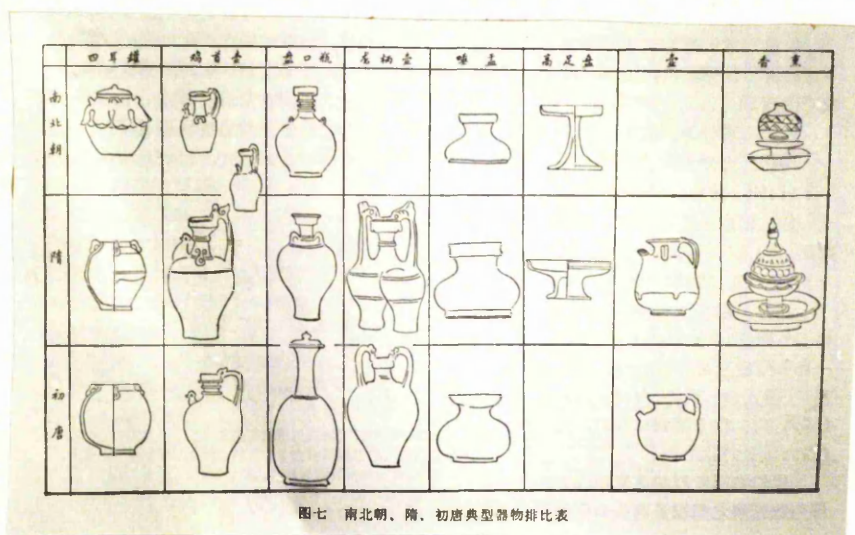 四耳罐 鸡首壶 盘口瓶 龙柄壶 唾盂 高足盘 壶 香熏
南北朝
隋
初唐
图七 南北朝、隋、初唐典型器物排比表